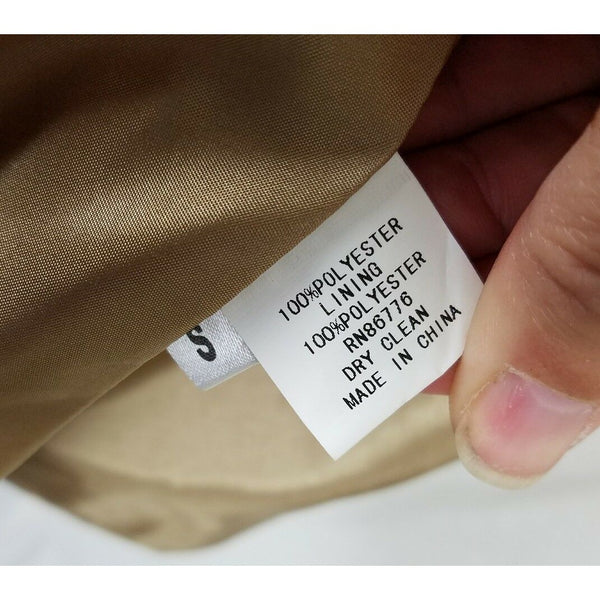 100%POLYESTER
LINING
100%POLYESTER
RN86776
DRY CLEAN
MADE IN CHINA
S